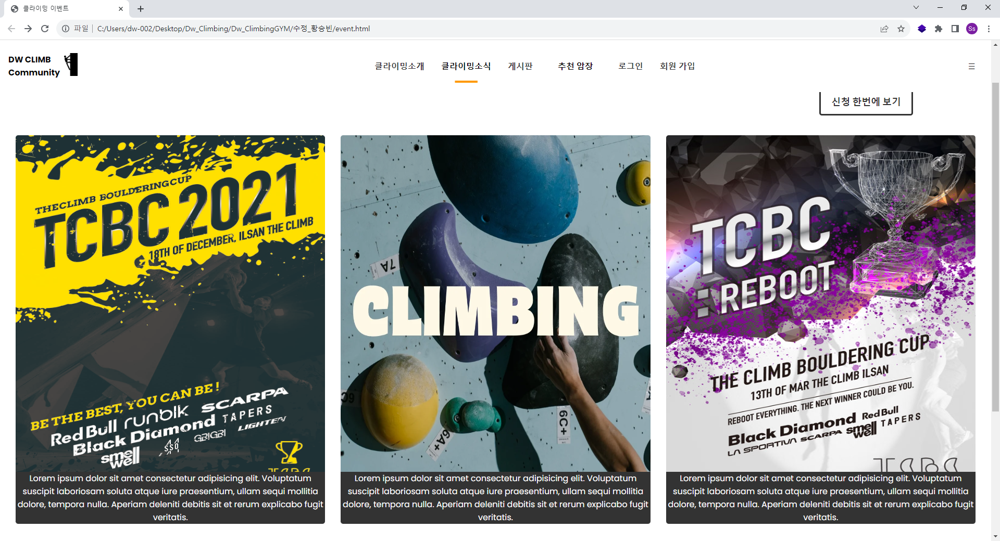 클라이밍 이벤트
파일 C:/Users/dw-002/Desktop/Dw_Climbing/Dw_ClimbingGYM/수정_황승빈/event.html
Ss
DW CLIMB
Community
클라이밍소개 클라이밍소식 게시판 추천 암장 로그인 회원 가입
신청 한번에 보기
THECLIMB BOULDERING CUP
TCBC 2021
18TH OF DECEMBER, ILSAN THE CLIMB
BE THE BEST, YOU CAN BE !
Red Bull runblk SCARPA
Black Diamond TAPERS
smell well SSO GRIGRI LIGHTEN
TCBC
Lorem ipsum dolor sit amet consectetur adipisicing elit. Voluptatum
suscipit laboriosam soluta atque iure praesentium, ullam sequi mollitia
dolore, tempora nulla. Aperiam deleniti debitis sit et rerum explicabo fugit
veritatis.
7A
CLIMBING
6C
6A+
6C+
Lorem ipsum dolor sit amet consectetur adipisicing elit. Voluptatum
suscipit laboriosam soluta atque iure praesentium, ullam sequi mollitia
dolore, tempora nulla. Aperiam deleniti debitis sit et rerum explicabo fugit
veritatis.
TCBC
: REBOOT
THE CLIMB BOULDERING CUP
13TH OF MAR THE CLIMB ILSAN
REBOOT EVERYTHING. THE NEXT WINNER COULD BE YOU.
Black Diamond Red Bull
LA SPORTIVA SCARPA smell well TAPERS
TCBC
Lorem ipsum dolor sit amet consectetur adipisicing elit. Voluptatum
suscipit laboriosam soluta atque iure praesentium, ullam sequi mollitia
dolore, tempora nulla. Aperiam deleniti debitis sit et rerum explicabo fugit
veritatis.